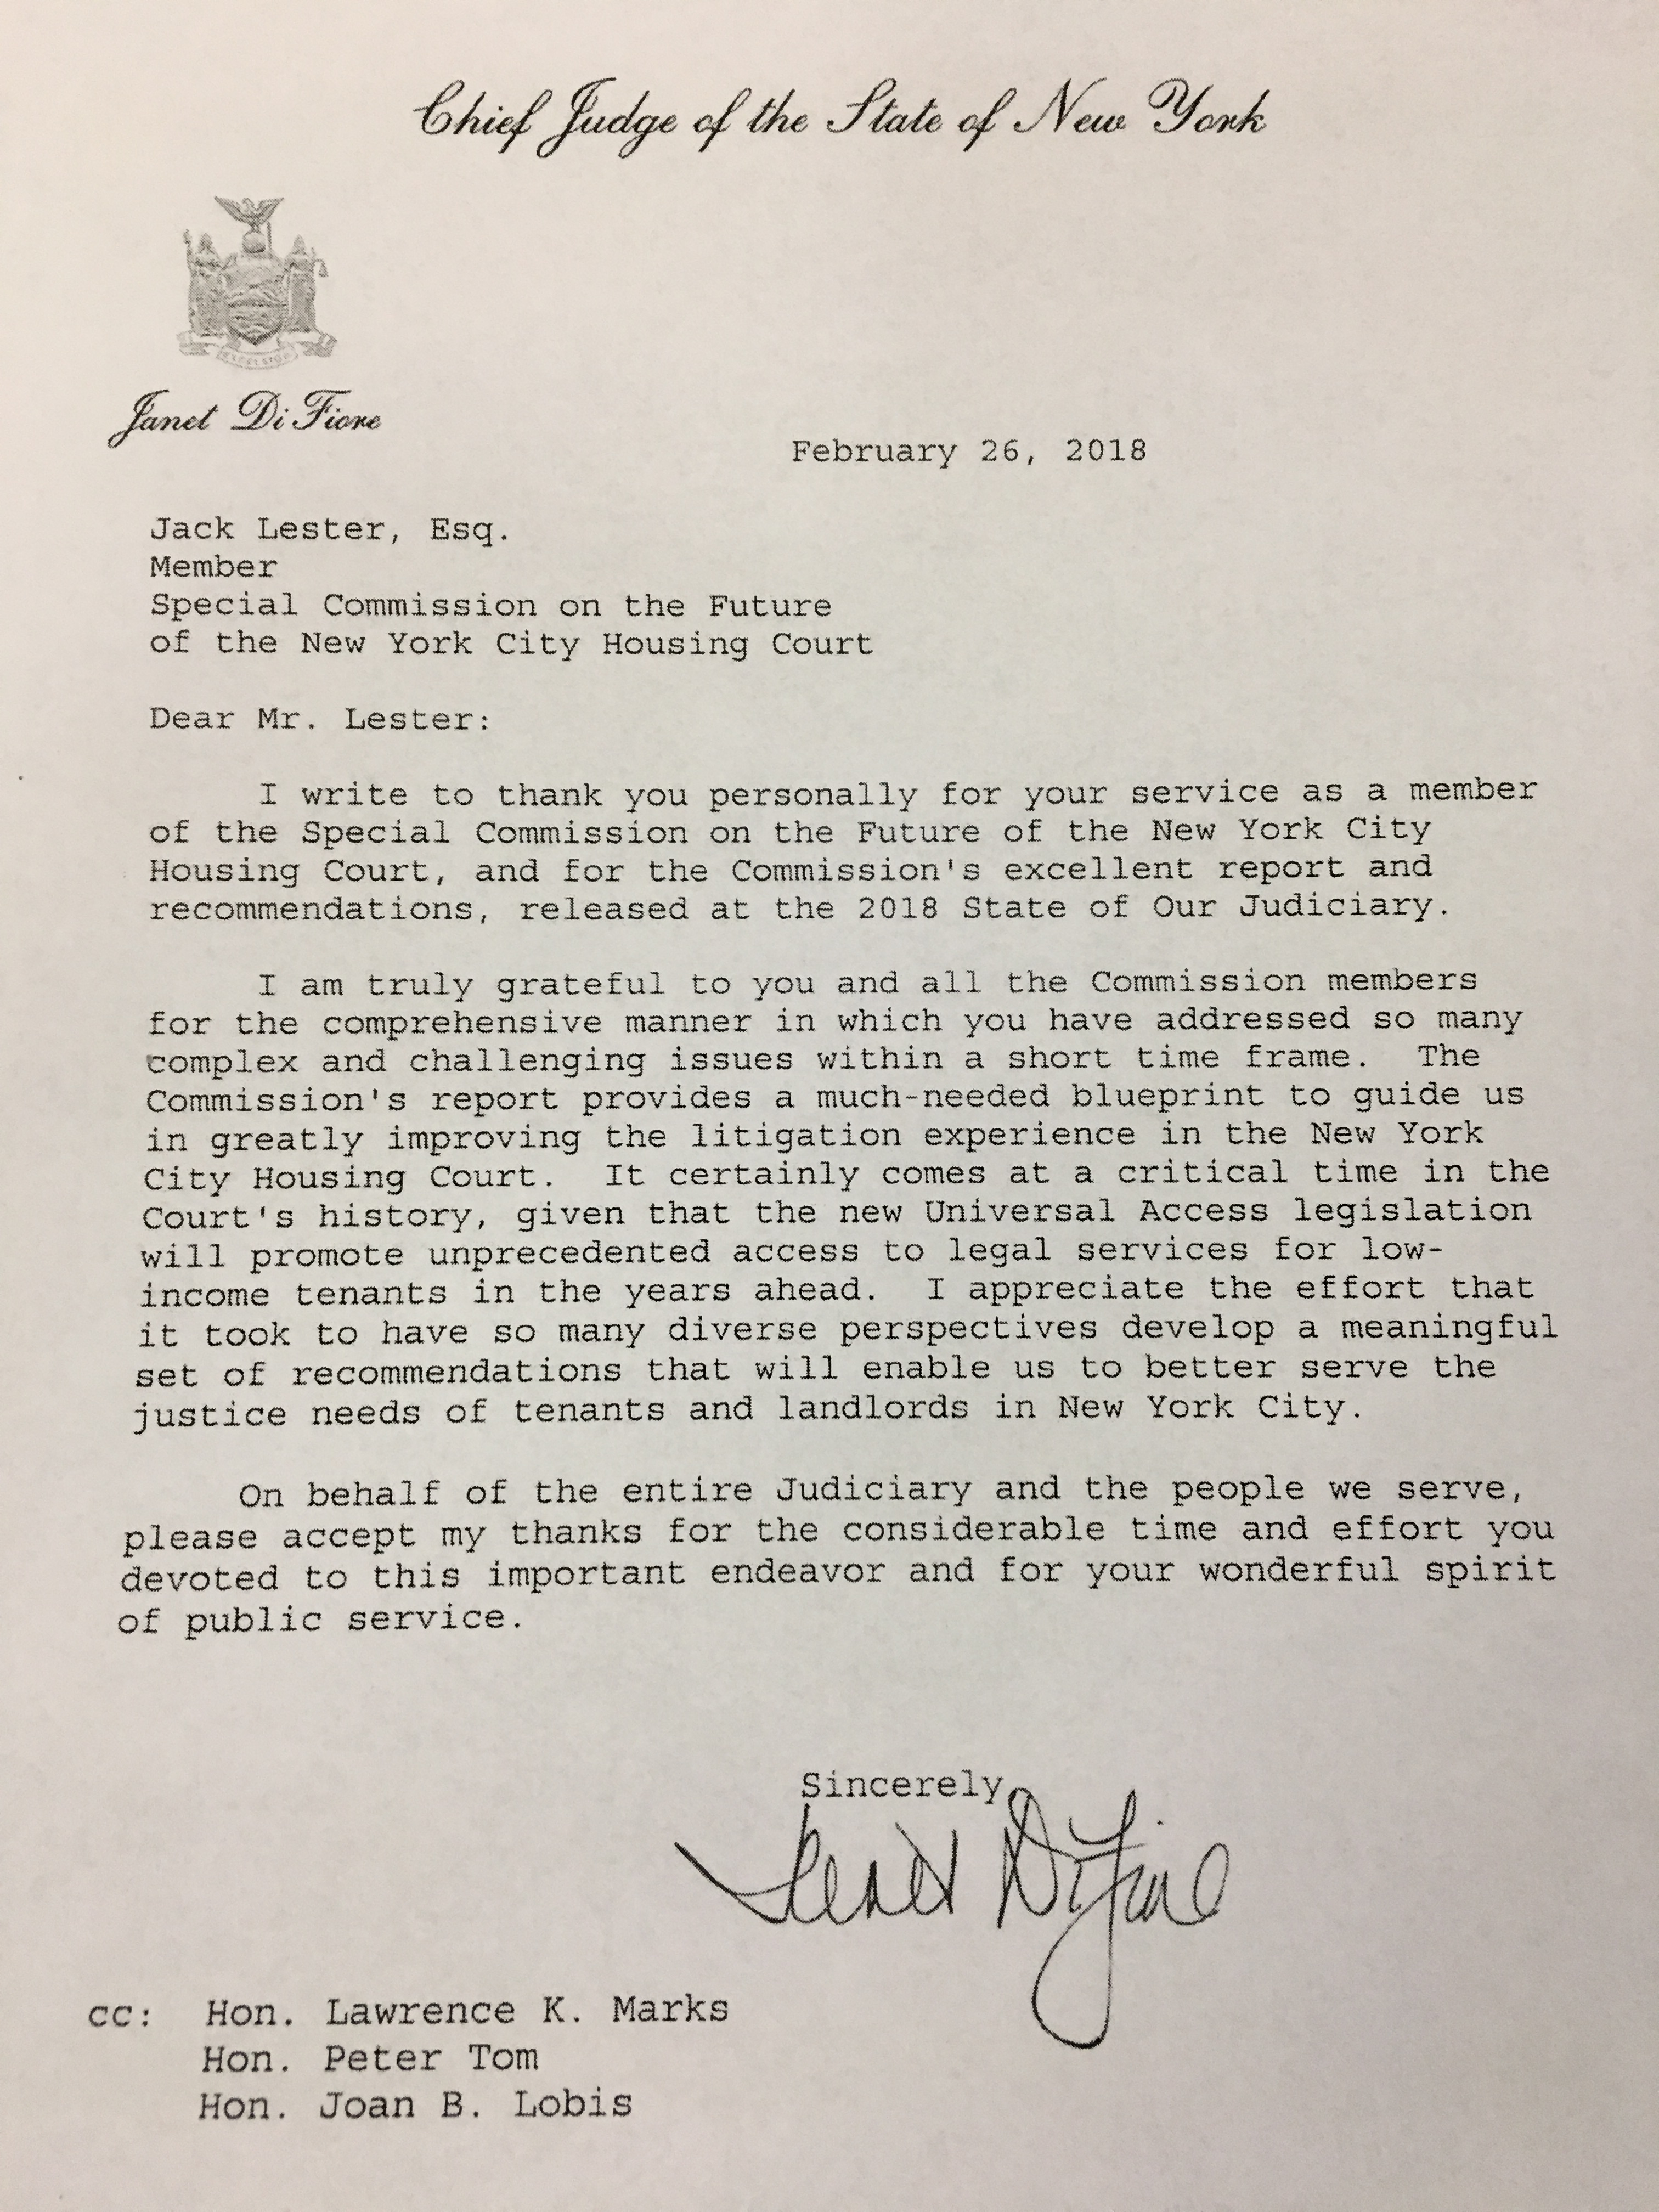 Chief Judge of the State of New York
EXCELSIOR
Janet DiFiore
February 26, 2018
Jack Lester, Esq.
Member
Special Commission on the Future
of the New York City Housing Court
Dear Mr. Lester:
I write to thank you personally for your service as a member
of the Special Commission on the Future of the New York City
Housing Court, and for the Commission's excellent report and
recommendations, released at the 2018 State of Our Judiciary.
I am truly grateful to you and all the Commission members
for the comprehensive manner in which you have addressed so many
complex and challenging issues within a short time frame.  The
Commission's report provides a much-needed blueprint to guide us
in greatly improving the litigation experience in the New York
City Housing Court.  It certainly comes at a critical time in the
Court's history, given that the new Universal Access legislation
will promote unprecedented access to legal services for low-
income tenants in the years ahead.  I appreciate the effort that
it took to have so many diverse perspectives develop a meaningful
set of recommendations that will enable us to better serve the
justice needs of tenants and landlords in New York City.
On behalf of the entire Judiciary and the people we serve,
please accept my thanks for the considerable time and effort you
devoted to this important endeavor and for your wonderful spirit
of public service.
Sincerely,
Janet DiFiore
cc: Hon. Lawrence K. Marks
Hon. Peter Tom
Hon. Joan B. Lobis